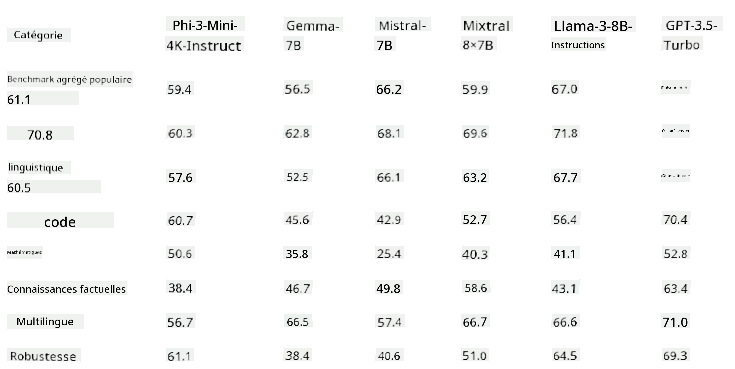 Catégorie Phi-3-Mini-4K-Instruct Gemma-7B Mistral-7B Mixtral 8×7B Llama-3-8B-Instructions GPT-3.5-Turbo
Benchmark agrégé populaire
61.1 59.4 56.5 66.2 59.9 67.0
70.8 60.3 62.8 68.1 69.6 71.8
linguistique
60.5 57.6 52.5 66.1 63.2 67.7
code 60.7 45.6 42.9 52.7 56.4 70.4
Mathématiques 50.6 35.8 25.4 40.3 41.1 52.8
Connaissances factuelles 38.4 46.7 49.8 58.6 43.1 63.4
Multilingue 56.7 66.5 57.4 66.7 66.6 71.0
Robustesse 61.1 38.4 40.6 51.0 64.5 69.3